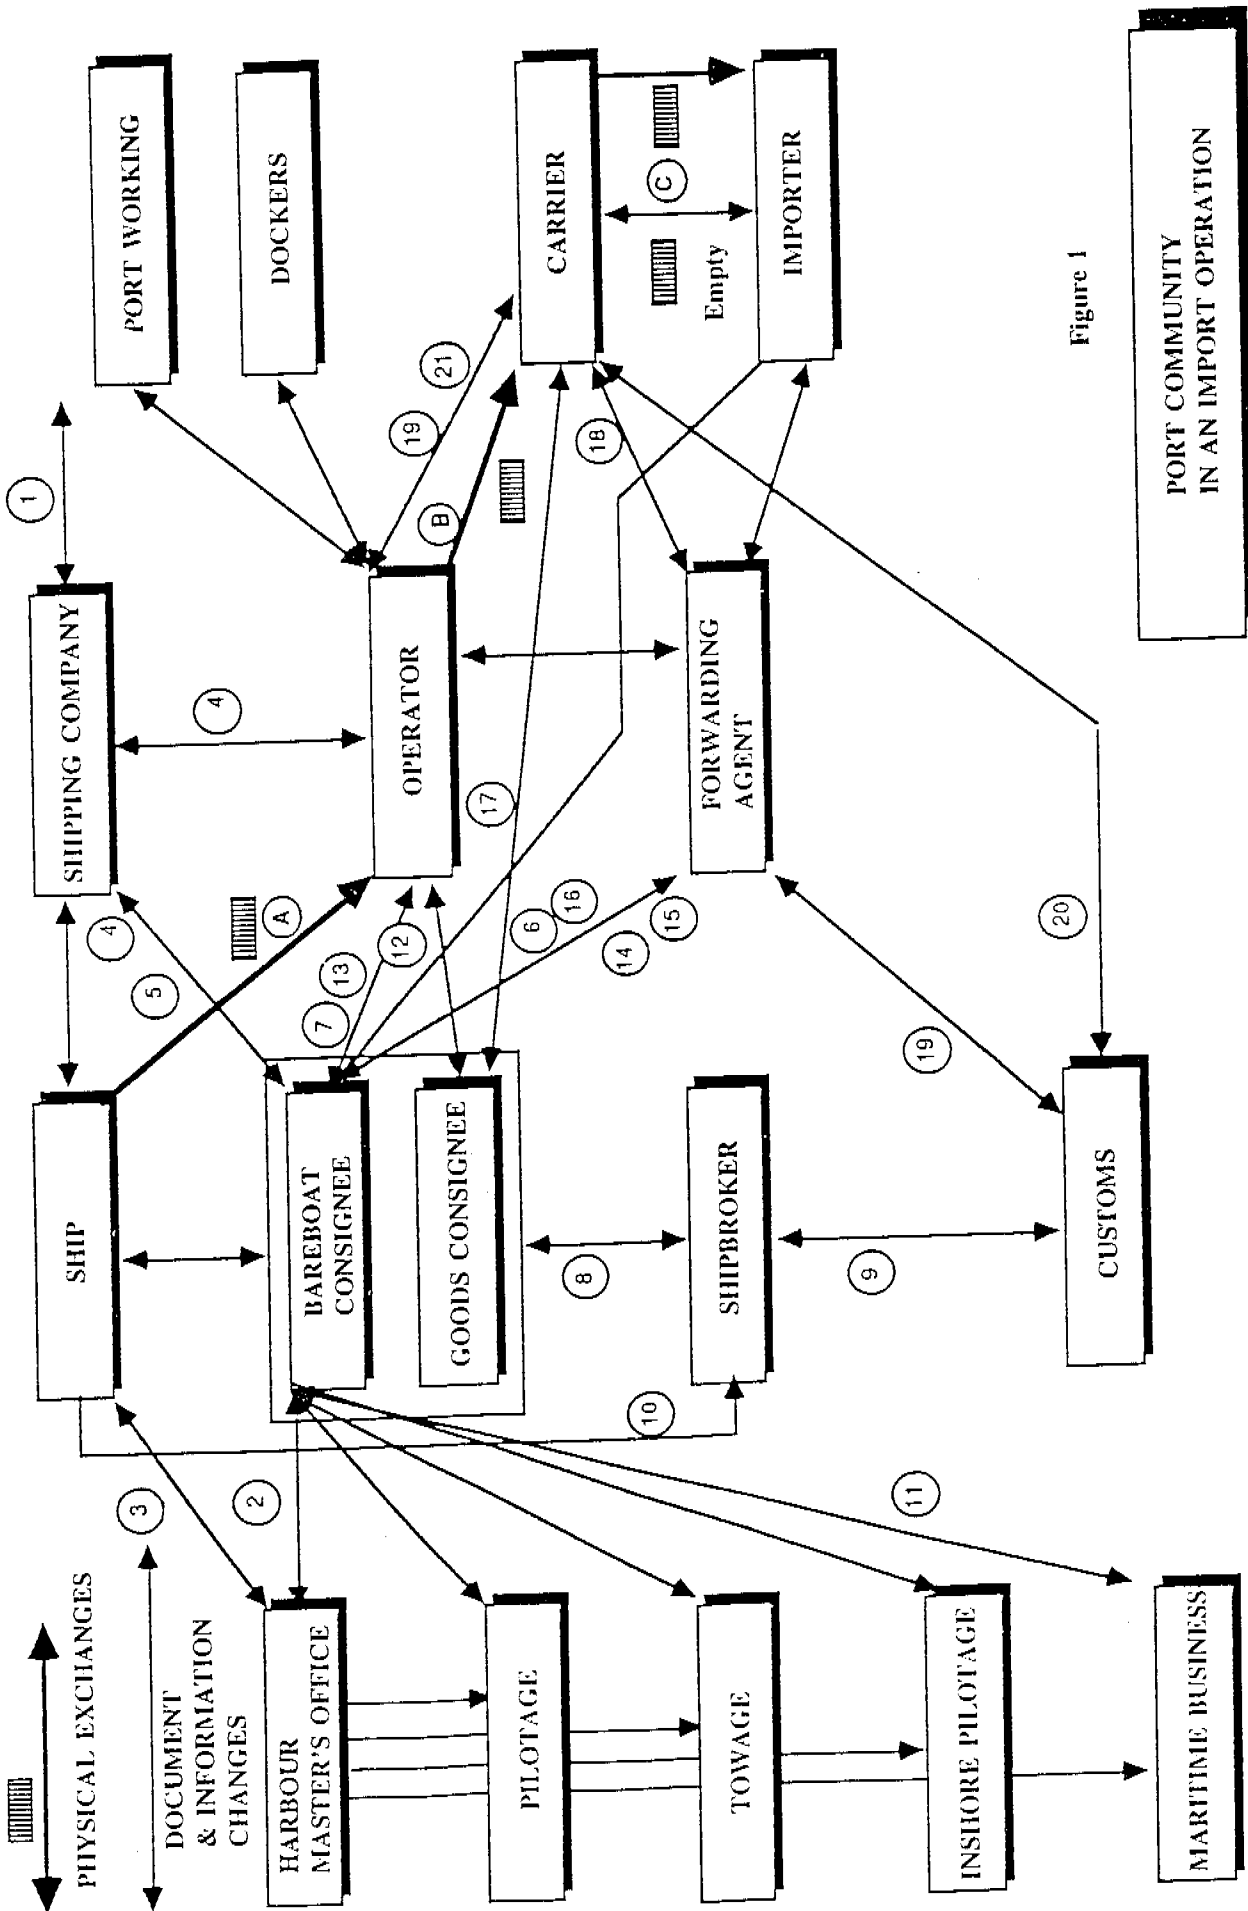 1
PHYSICAL EXCHANGES
SHIP
SHIPPING COMPANY
4
3
PORT WORKING
5
DOCUMENT
& INFORMATION
CHANGES
4
2
A
DOCKERS
HARBOUR
MASTER'S OFFICE
BAREBOAT
CONSIGNEE
7
13
12
OPERATOR
19
21
B
GOODS CONSIGNEE
17
CARRIER
PILOTAGE
6
16
8
14
15
18
10
C
Empty
TOWAGE
SHIPBROKER
FORWARDING
AGENT
IMPORTER
9
11
19
INSHORE PILOTAGE
20
Figure 1
CUSTOMS
MARITIME BUSINESS
PORT COMMUNITY
IN AN IMPORT OPERATION